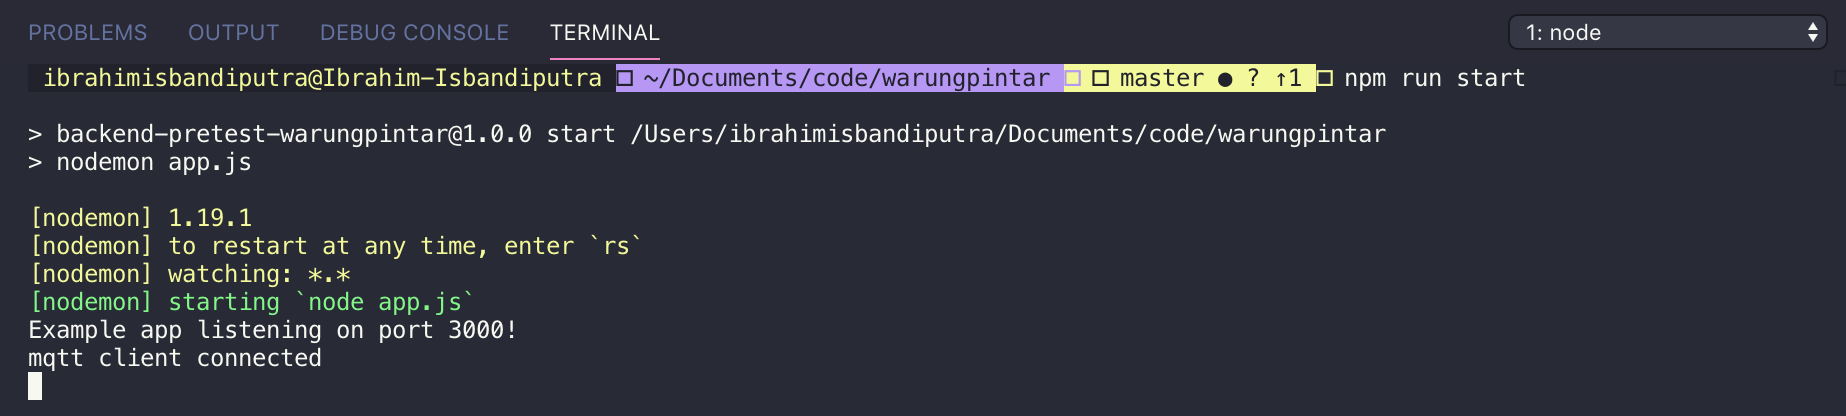 PROBLEMS OUTPUT DEBUG CONSOLE TERMINAL 1: node
ibrahimisbandiputra@Ibrahim-Isbandiputra ~/Documents/code/warungpintar master ● ? ↑1 npm run start
> backend-pretest-warungpintar@1.0.0 start /Users/ibrahimisbandiputra/Documents/code/warungpintar
> nodemon app.js
[nodemon] 1.19.1
[nodemon] to restart at any time, enter `rs`
[nodemon] watching: *.*
[nodemon] starting `node app.js`
Example app listening on port 3000!
mqtt client connected